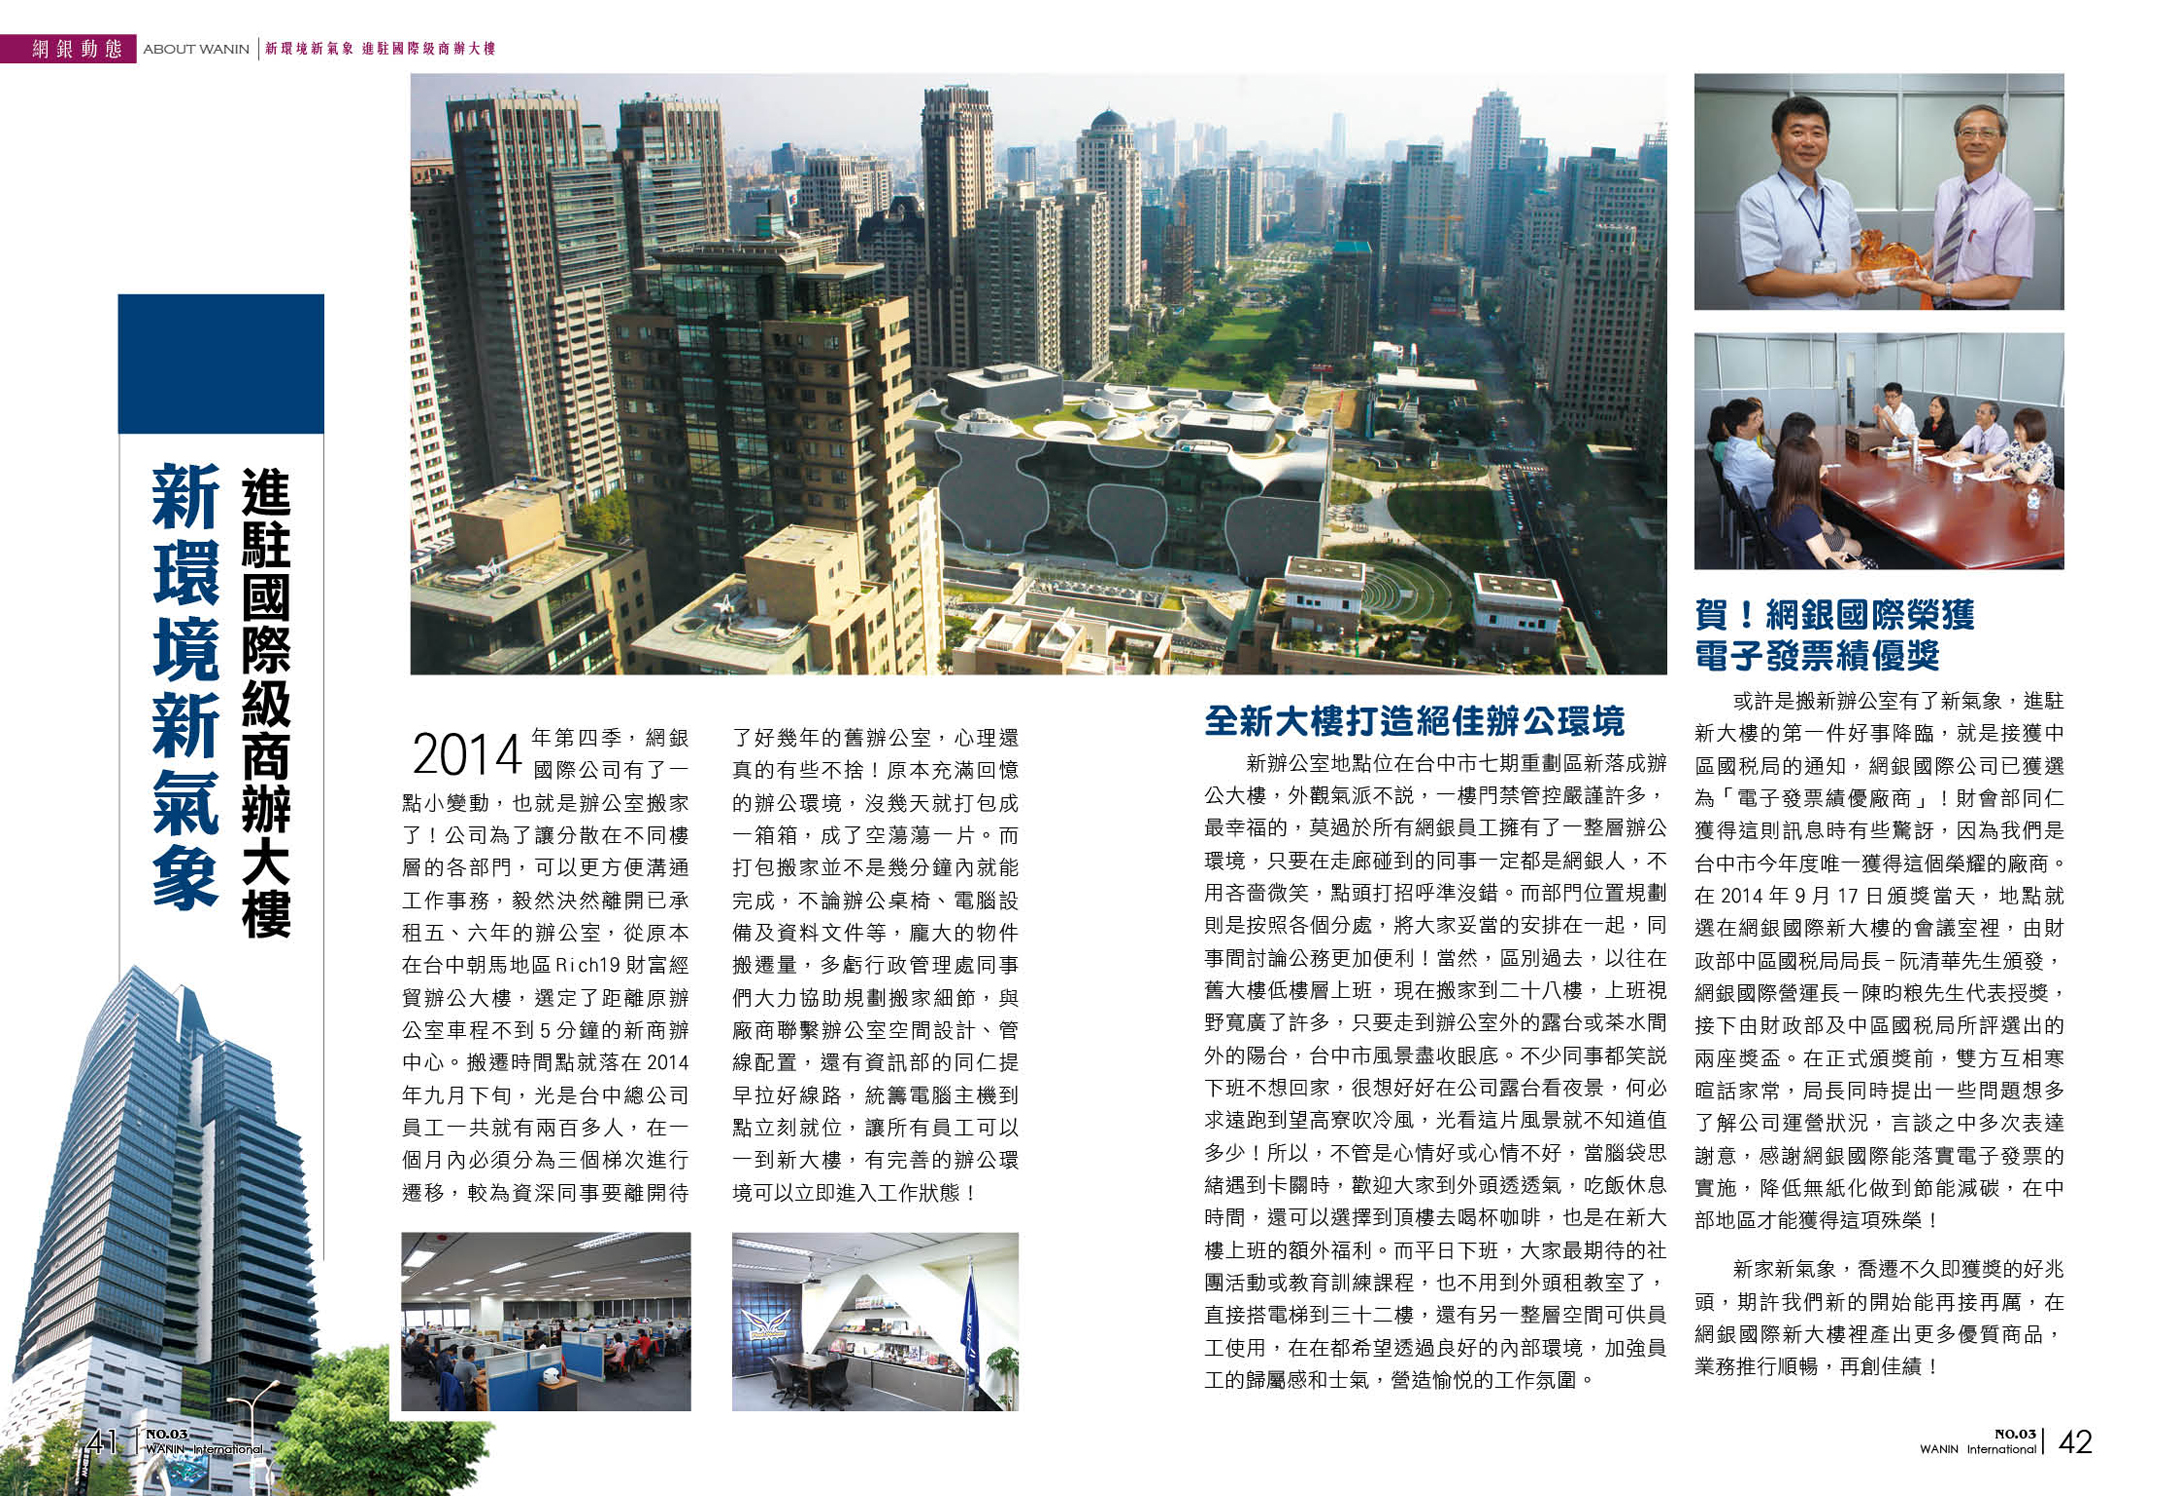 網銀動態 ABOUT WANIN 新環境新氣象 進駐國際級商辦大樓
進駐國際級商辦大樓
新環境新氣象
2014年第四季，網銀
國際公司有了一
點小變動，也就是辦公室搬家
了！公司為了讓分散在不同樓
層的各部門，可以更方便溝通
工作事務，毅然決然離開已承
租五、六年的辦公室，從原本
在台中朝馬地區Rich19財富經
貿辦公大樓，選定了距離原辦
公室車程不到5分鐘的新商辦
中心。搬遷時間點就落在2014
年九月下旬，光是台中總公司
員工一共就有兩百多人，在一
個月內必須分為三個梯次進行
遷移，較為資深同事要離開待
了好幾年的舊辦公室，心理還
真的有些不捨！原本充滿回憶
的辦公環境，沒幾天就打包成
一箱箱，成了空蕩蕩一片。而
打包搬家並不是幾分鐘內就能
完成，不論辦公桌椅、電腦設
備及資料文件等，龐大的物件
搬遷量，多虧行政管理處同事
們大力協助規劃搬家細節，與
廠商聯繫辦公室空間設計、管
線配置，還有資訊部的同仁提
早拉好線路，統籌電腦主機到
點立刻就位，讓所有員工可以
一到新大樓，有完善的辦公環
境可以立即進入工作狀態！
全新大樓打造絕佳辦公環境
新辦公室地點位在台中市七期重劃區新落成辦
公大樓，外觀氣派不說，一樓門禁管控嚴謹許多，
最幸福的，莫過於所有網銀員工擁有了一整層辦公
環境，只要在走廊碰到的同事一定都是網銀人，不
用吝嗇微笑，點頭打招呼準沒錯。而部門位置規劃
則是按照各個分處，將大家妥當的安排在一起，同
事間討論公務更加便利！當然，區別過去，以往在
舊大樓低樓層上班，現在搬家到二十八樓，上班視
野寬廣了許多，只要走到辦公室外的露台或茶水間
外的陽台，台中市風景盡收眼底。不少同事都笑說
下班不想回家，很想好好在公司露台看夜景，何必
求遠跑到望高寮吹冷風，光看這片風景就不知道值
多少！所以，不管是心情好或心情不好，當腦袋思
緒遇到卡關時，歡迎大家到外頭透透氣，吃飯休息
時間，還可以選擇到頂樓去喝杯咖啡，也是在新大
樓上班的額外福利。而平日下班，大家最期待的社
團活動或教育訓練課程，也不用到外頭租教室了，
直接搭電梯到三十二樓，還有另一整層空間可供員
工使用，在在都希望透過良好的內部環境，加強員
工的歸屬感和士氣，營造愉悅的工作氛圍。
賀！網銀國際榮獲
電子發票績優獎
或許是搬新辦公室有了新氣象，進駐
新大樓的第一件好事降臨，就是接獲中
區國稅局的通知，網銀國際公司已獲選
為「電子發票績優廠商」！財會部同仁
獲得這則訊息時有些驚訝，因為我們是
台中市今年度唯一獲得這個榮耀的廠商。
在2014年9月17日頒獎當天，地點就
選在網銀國際新大樓的會議室裡，由財
政部中區國稅局局長－阮清華先生頒發，
網銀國際營運長－陳昀粮先生代表授獎，
接下由財政部及中區國稅局所評選出的
兩座獎盃。在正式頒獎前，雙方互相寒
暄話家常，局長同時提出一些問題想多
了解公司運營狀況，言談之中多次表達
謝意，感謝網銀國際能落實電子發票的
實施，降低無紙化做到節能減碳，在中
部地區才能獲得這項殊榮！
新家新氣象，喬遷不久即獲獎的好兆
頭，期許我們新的開始能再接再厲，在
網銀國際新大樓裡產出更多優質商品，
業務推行順暢，再創佳績！
41 NO.03
WANIN International
NO.03
WANIN International 42